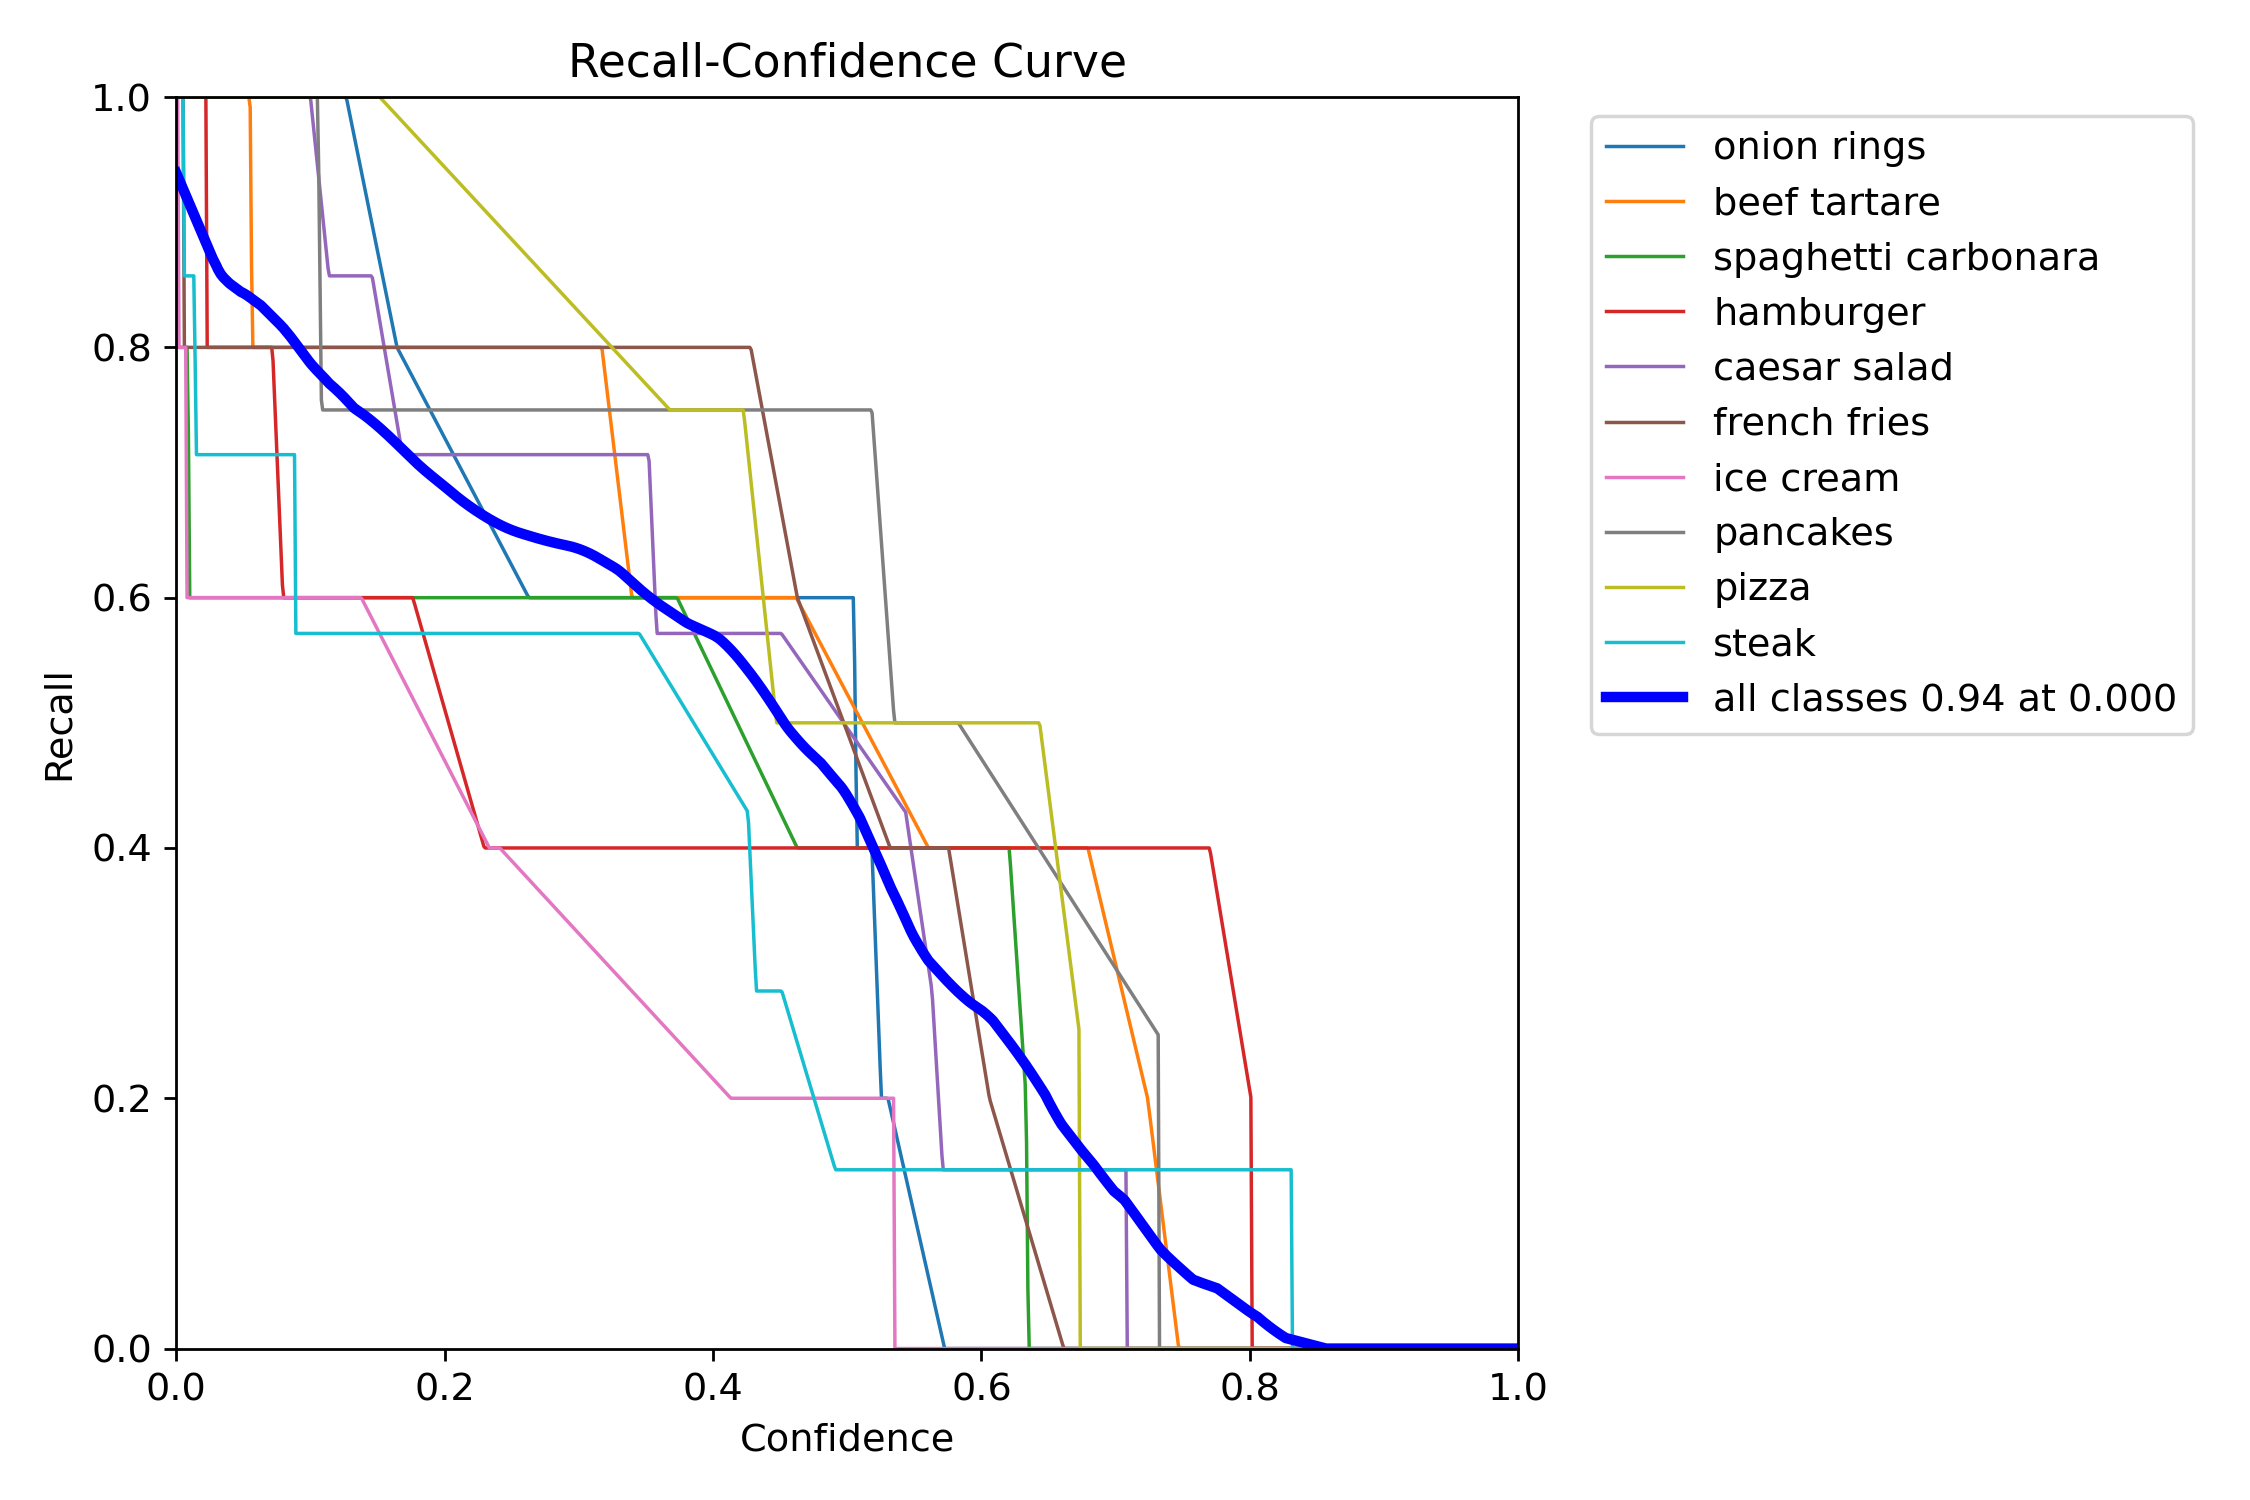 Recall-Confidence Curve
1.0
0.8
0.6
0.4
0.2
0.0
Recall
0.0 0.2 0.4 0.6 0.8 1.0
Confidence
onion rings
beef tartare
spaghetti carbonara
hamburger
caesar salad
french fries
ice cream
pancakes
pizza
steak
all classes 0.94 at 0.000